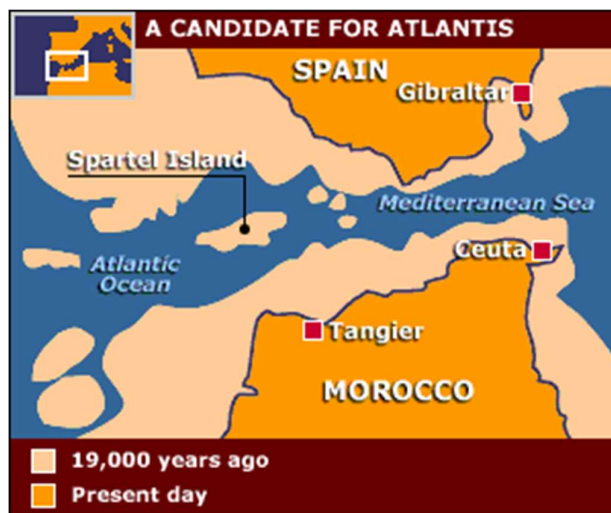 A CANDIDATE FOR ATLANTIS
SPAIN
Gibraltar
Spartel Island
Mediterranean Sea
Ceuta
Atlantic
Ocean
Tangier
MOROCCO
19,000 years ago
Present day